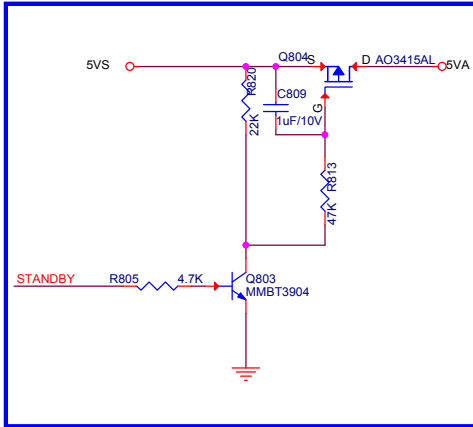 Q804 S D AO3415AL
5VS 5VA
R820 22K
C809
1uF/10V
G
R813 47K
STANDBY R805 4.7K Q803
MMBT3904